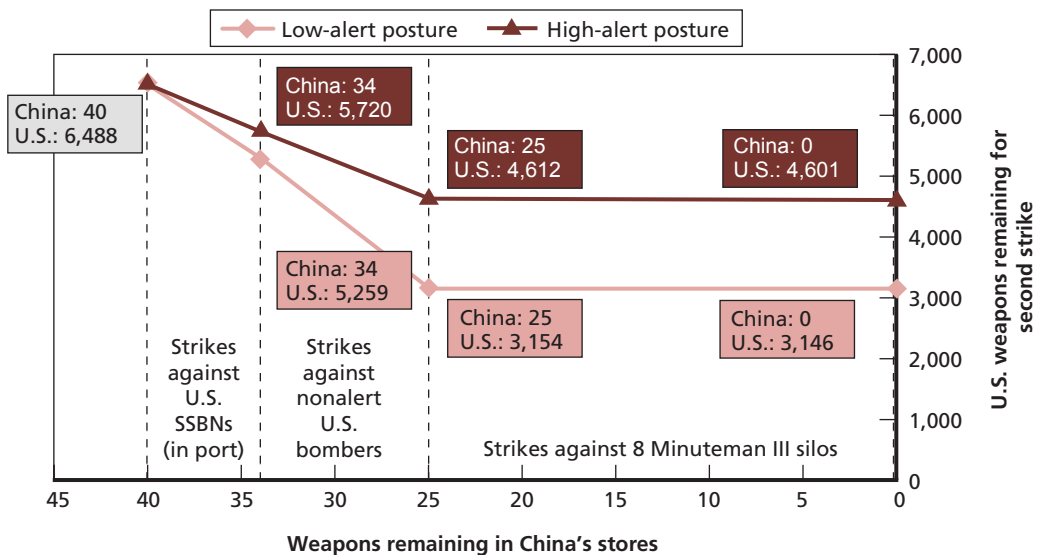 Low-alert posture
High-alert posture
China: 40
U.S.: 6,488
China: 34
U.S.: 5,720
China: 25
U.S.: 4,612
China: 0
U.S.: 4,601
China: 34
U.S.: 5,259
China: 25
U.S.: 3,154
China: 0
U.S.: 3,146
Strikes
against
U.S.
SSBNs
(in port)
Strikes
against
nonalert
U.S.
bombers
Strikes against 8 Minuteman III silos
7,000
6,000
5,000
4,000
3,000
2,000
1,000
0
U.S. weapons remaining for
second strike
45
40
35
30
25
20
15
10
5
0
Weapons remaining in China's stores